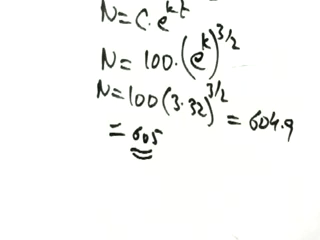 N = C.e^kt
N = 100.(e^k)^3/2
N = 100(3.32)^3/2 = 604.9
= 605